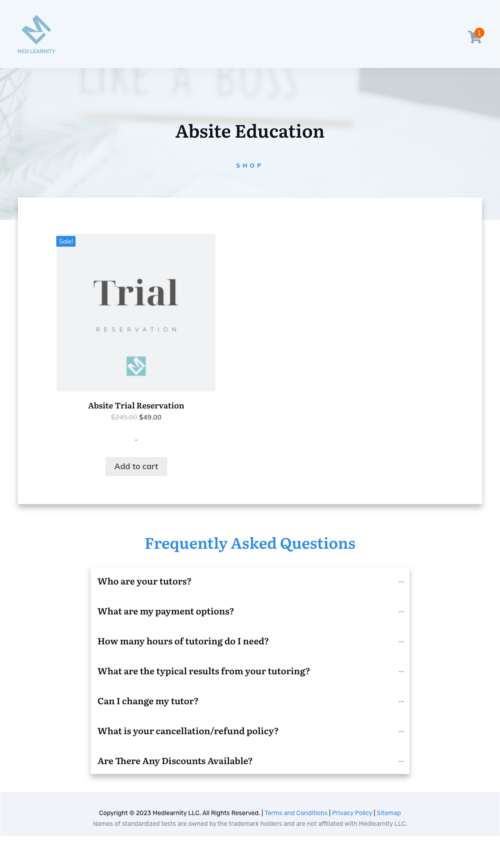 MED LEARNITY
1
LIKE A BOSS
Absite Education
SHOP
Sale!
Trial
RESERVATION
Absite Trial Reservation
$245.00 $49.00
-
Add to cart
Frequently Asked Questions
Who are your tutors?
What are my payment options?
How many hours of tutoring do I need?
What are the typical results from your tutoring?
Can I change my tutor?
What is your cancellation/refund policy?
Are There Any Discounts Available?
Copyright © 2023 Medlearnity LLC. All Rights Reserved. | Terms and Conditions | Privacy Policy | Sitemap
Names of standardized tests are owned by the trademark holders and are not affiliated with Medlearnity LLC.